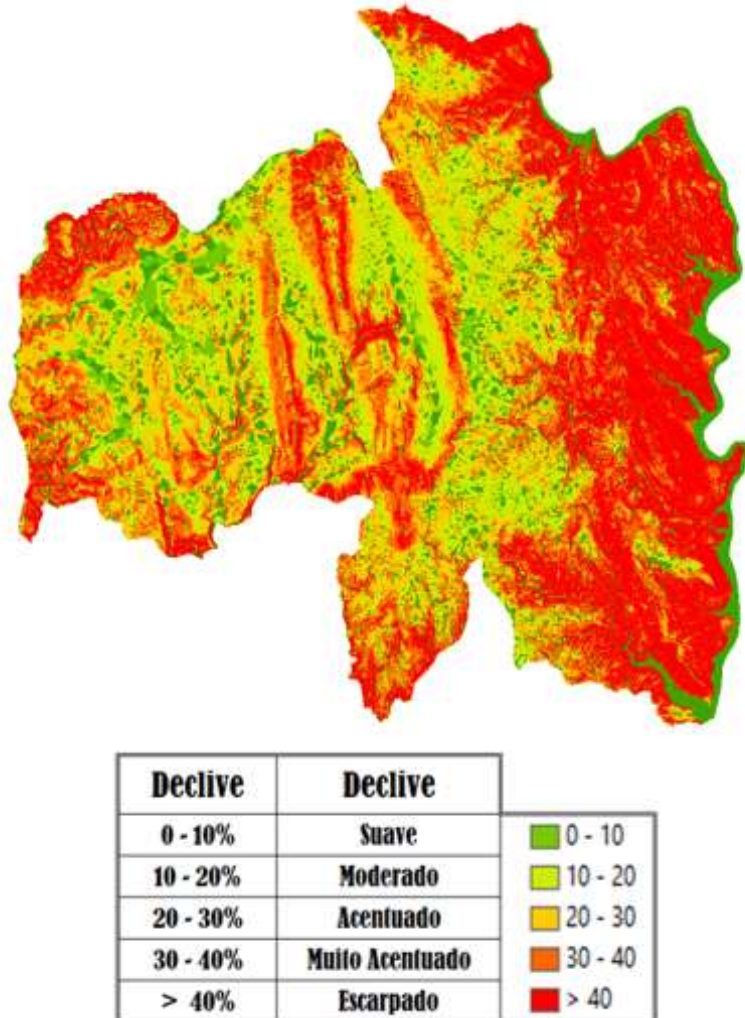 Declive Declive
0 - 10% Suave 0 - 10
10 - 20% Moderado 10 - 20
20 - 30% Acentuado 20 - 30
30 - 40% Muito Acentuado 30 - 40
> 40% Escarpado > 40